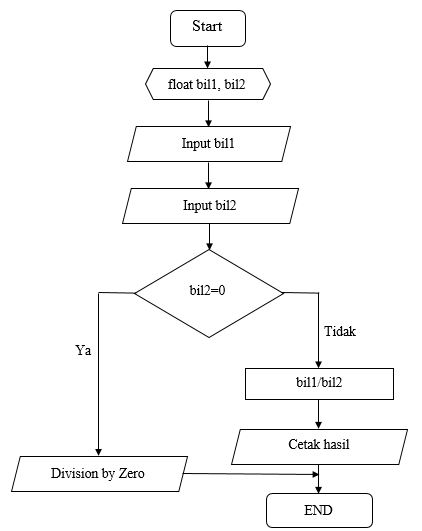 Start
float bil1, bil2
Input bil1
Input bil2
bil2=0
Tidak
Ya
bil1/bil2
Cetak hasil
Division by Zero
END